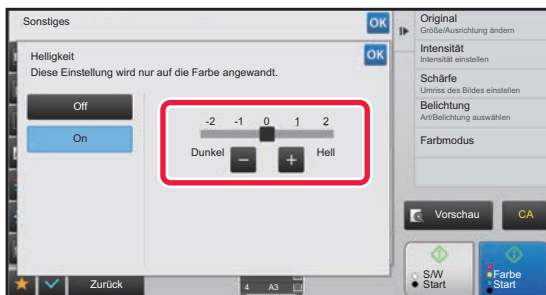 Sonstiges
OK
Helligkeit
OK
Diese Einstellung wird nur auf die Farbe angewandt.
Off
On
-2 -1 0 1 2
Dunkel − + Hell
Zurück
4 A3
Original
Größe/Ausrichtung ändern
Intensität
Intensität einstellen
Schärfe
Umriss des Bildes einstellen
Belichtung
Art/Belichtung auswählen
Farbmodus
Vorschau
CA
S/W
Start
Farbe
Start